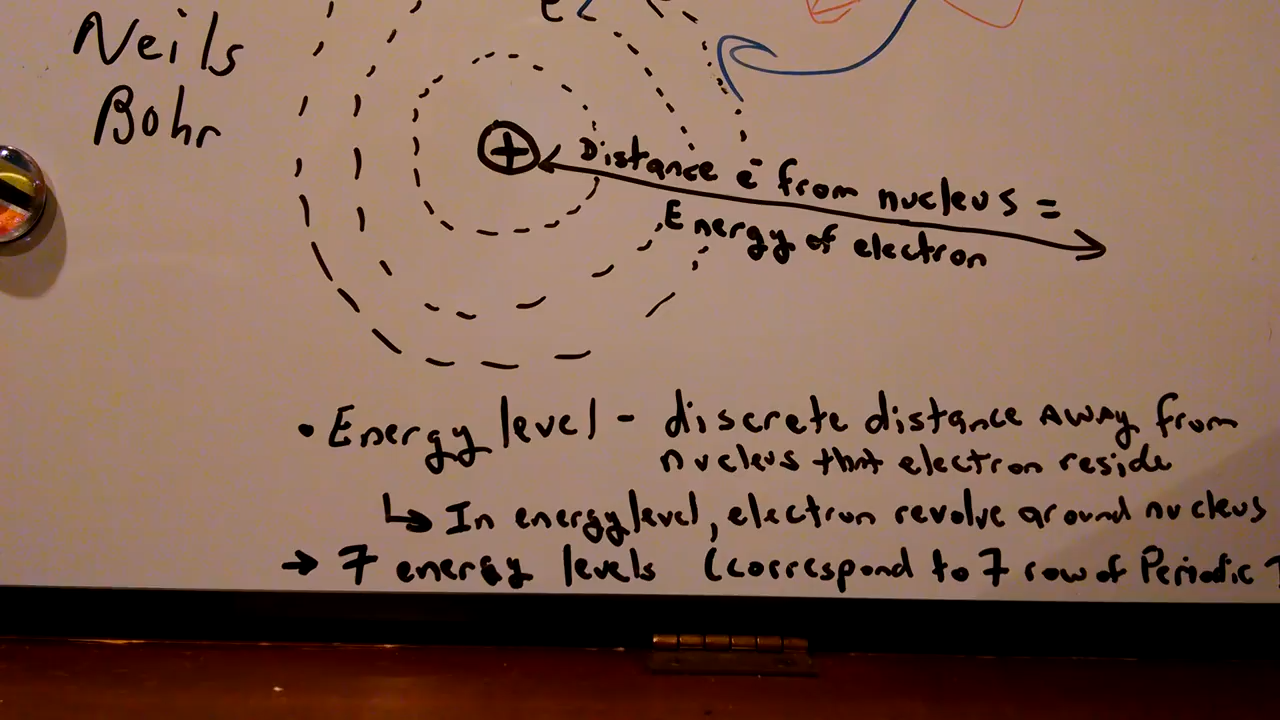 Neils
Bohr
e
+
Distance e⁻ from nucleus =
Energy of electron
• Energy level - discrete distance AWAY from
nucleus that electron reside
↳ In energy level, electron revolve around nucleus
→ 7 energy levels (correspond to 7 row of Periodic